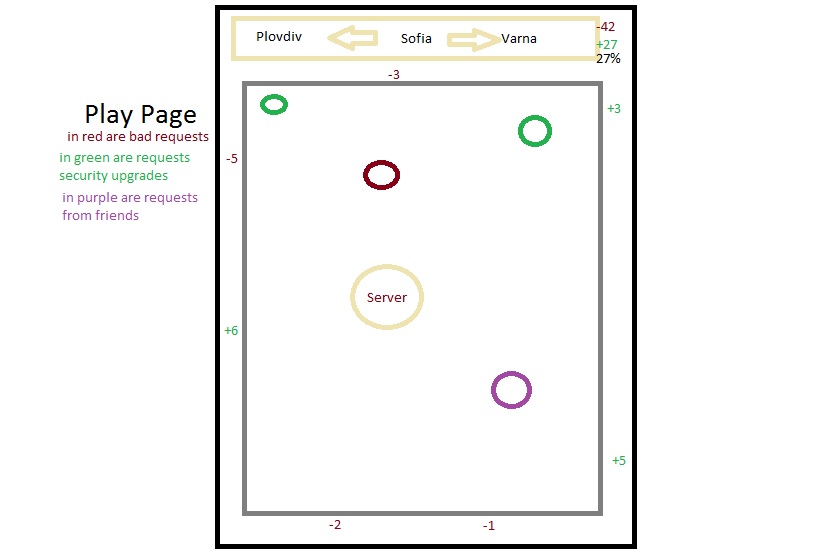 Plovdiv
Sofia
Varna
-42
+27
27%
-3
Play Page
in red are bad requests
in green are requests
security upgrades
in purple are requests
from friends
+3
-5
Server
+6
+5
-2
-1